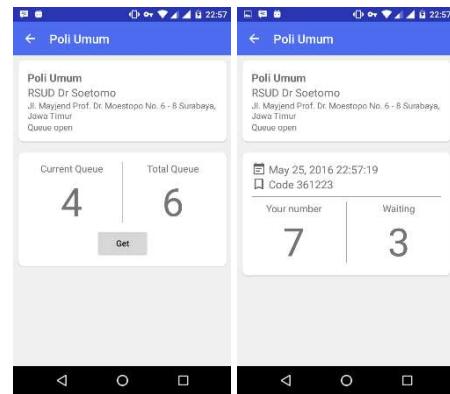 22:57
Poli Umum
Poli Umum
RSUD Dr Soetomo
Jl. Mayjend Prof. Dr. Moestopo No. 6 - 8 Surabaya,
Jawa Timur
Queue open
Current Queue
Total Queue
4
6
Get
22:57
Poli Umum
Poli Umum
RSUD Dr Soetomo
Jl. Mayjend Prof. Dr. Moestopo No. 6 - 8 Surabaya,
Jawa Timur
Queue open
May 25, 2016 22:57:19
Code 361223
Your number
Waiting
7
3